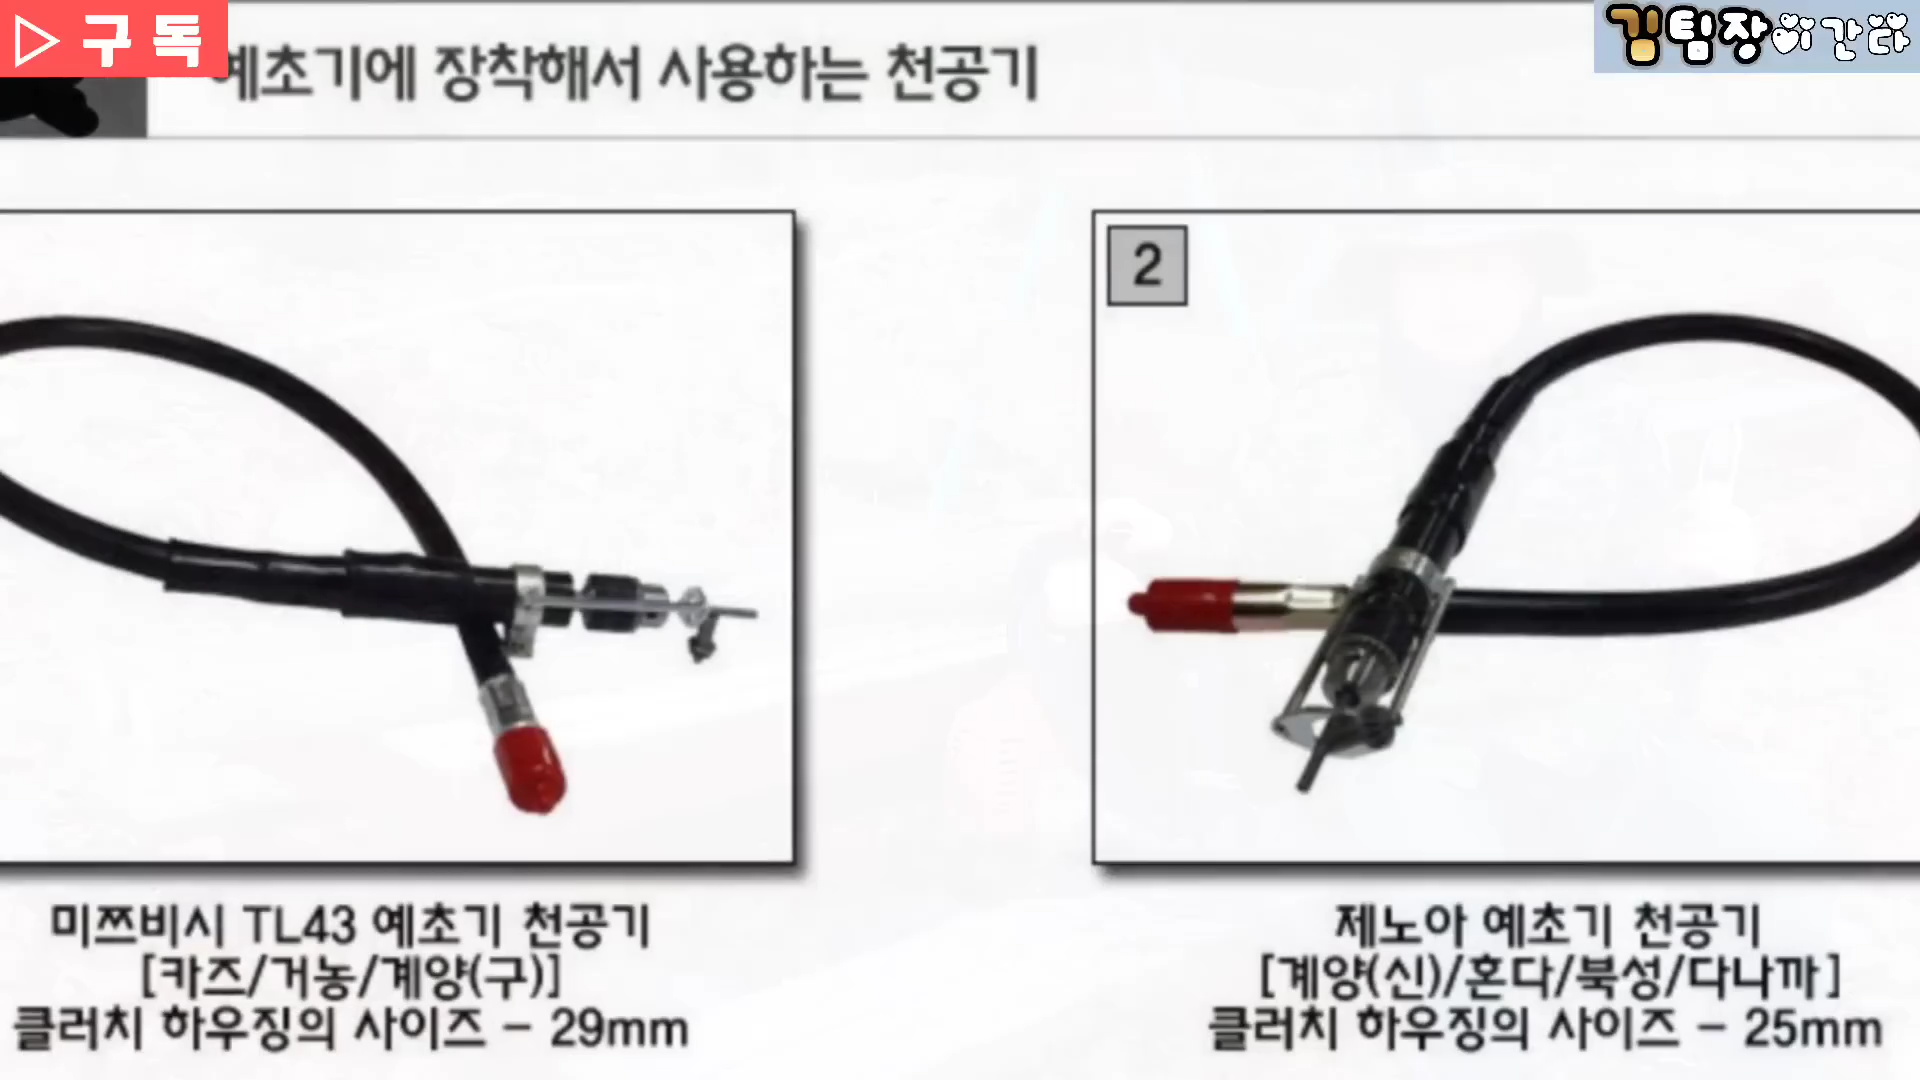 구독
김팀장이간다
예초기에 장착해서 사용하는 천공기
2
미쯔비시 TL43 예초기 천공기
[카즈/거농/계양(구)]
클러치 하우징의 사이즈 - 29mm
제노아 예초기 천공기
[계양(신)/혼다/북성/다나까]
클러치 하우징의 사이즈 - 25mm